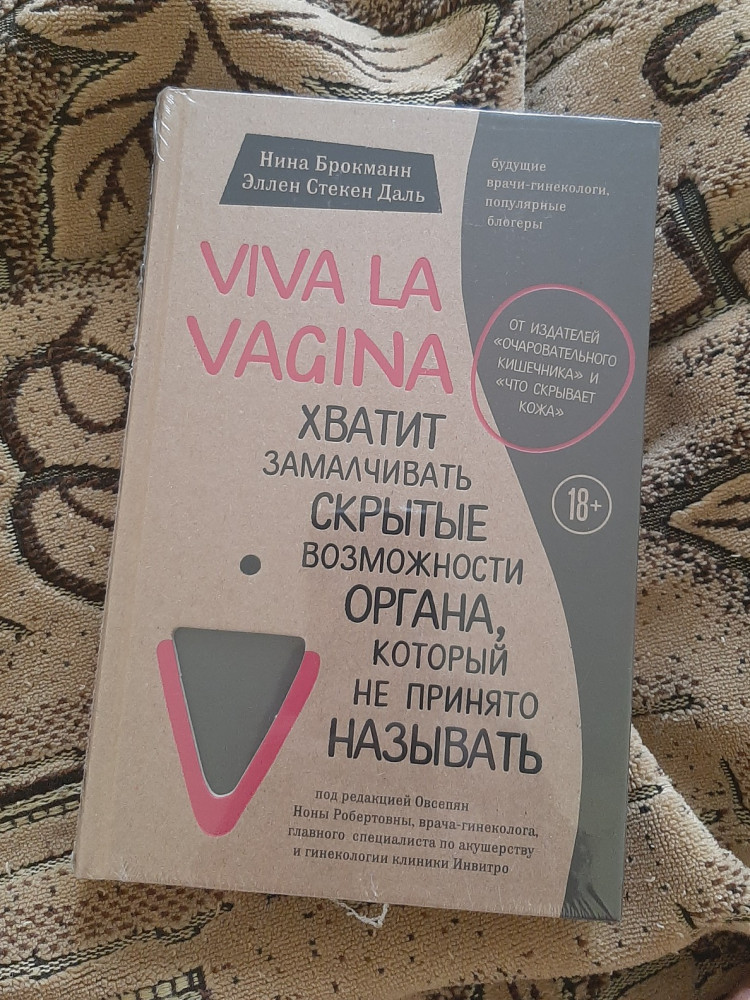 Нина Брокманн
Эллен Стекен Даль
будущие
врачи-гинекологи,
популярные
блогеры
VIVA LA
VAGINA
ОТ ИЗДАТЕЛЕЙ
«ОЧАРОВАТЕЛЬНОГО
КИШЕЧНИКА» И
«ЧТО СКРЫВАЕТ
КОЖА»
ХВАТИТ
ЗАМАЛЧИВАТЬ
СКРЫТЫЕ
ВОЗМОЖНОСТИ
ОРГАНА,
КОТОРЫЙ
НЕ ПРИНЯТО
НАЗЫВАТЬ
18+
под редакцией Овсепян
Ноны Робертовны, врача-гинеколога,
главного специалиста по акушерству
и гинекологии клиники Инвитро